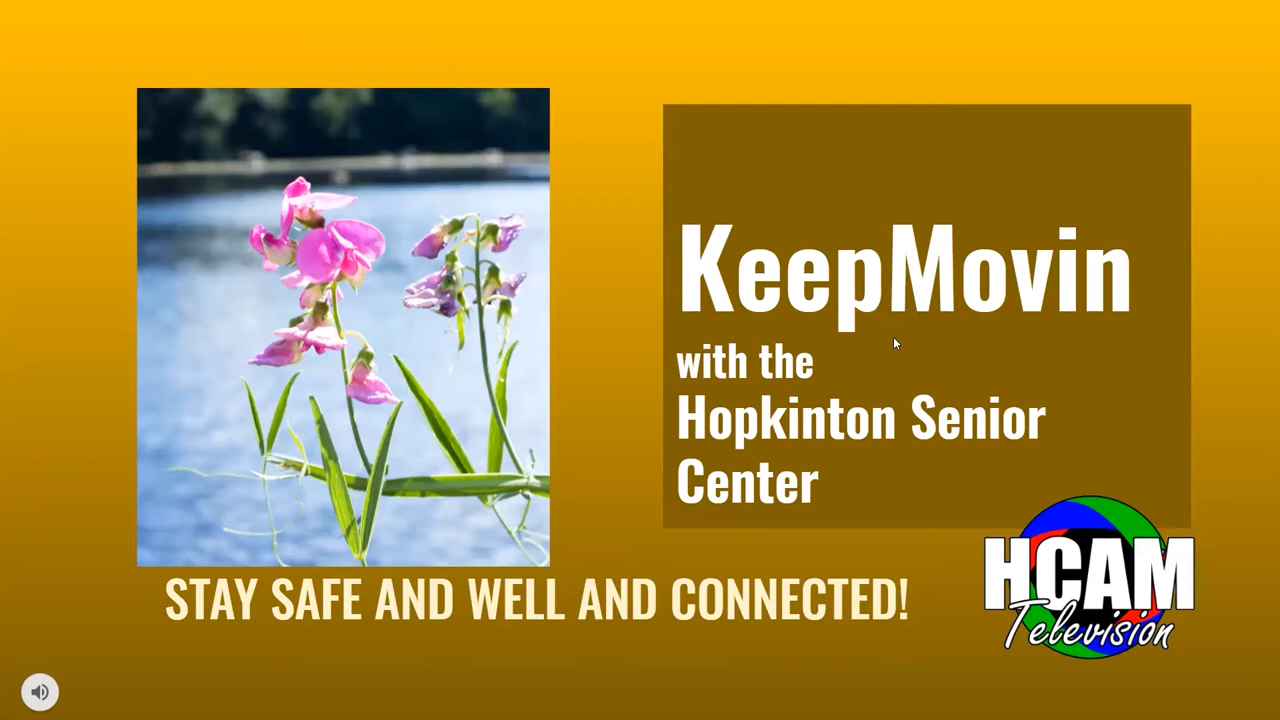 KeepMovin
with the
Hopkinton Senior
Center
STAY SAFE AND WELL AND CONNECTED!
HCAM
Television